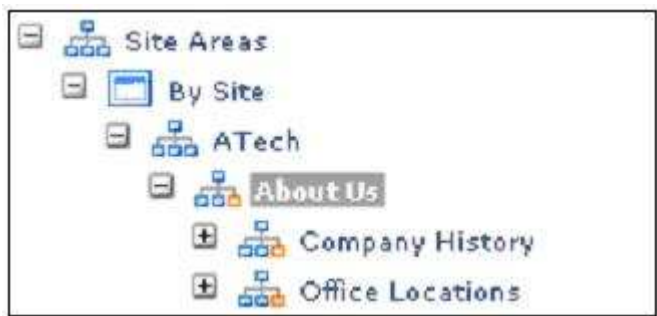 Site Areas
By Site
ATech
About Us
Company History
Office Locations